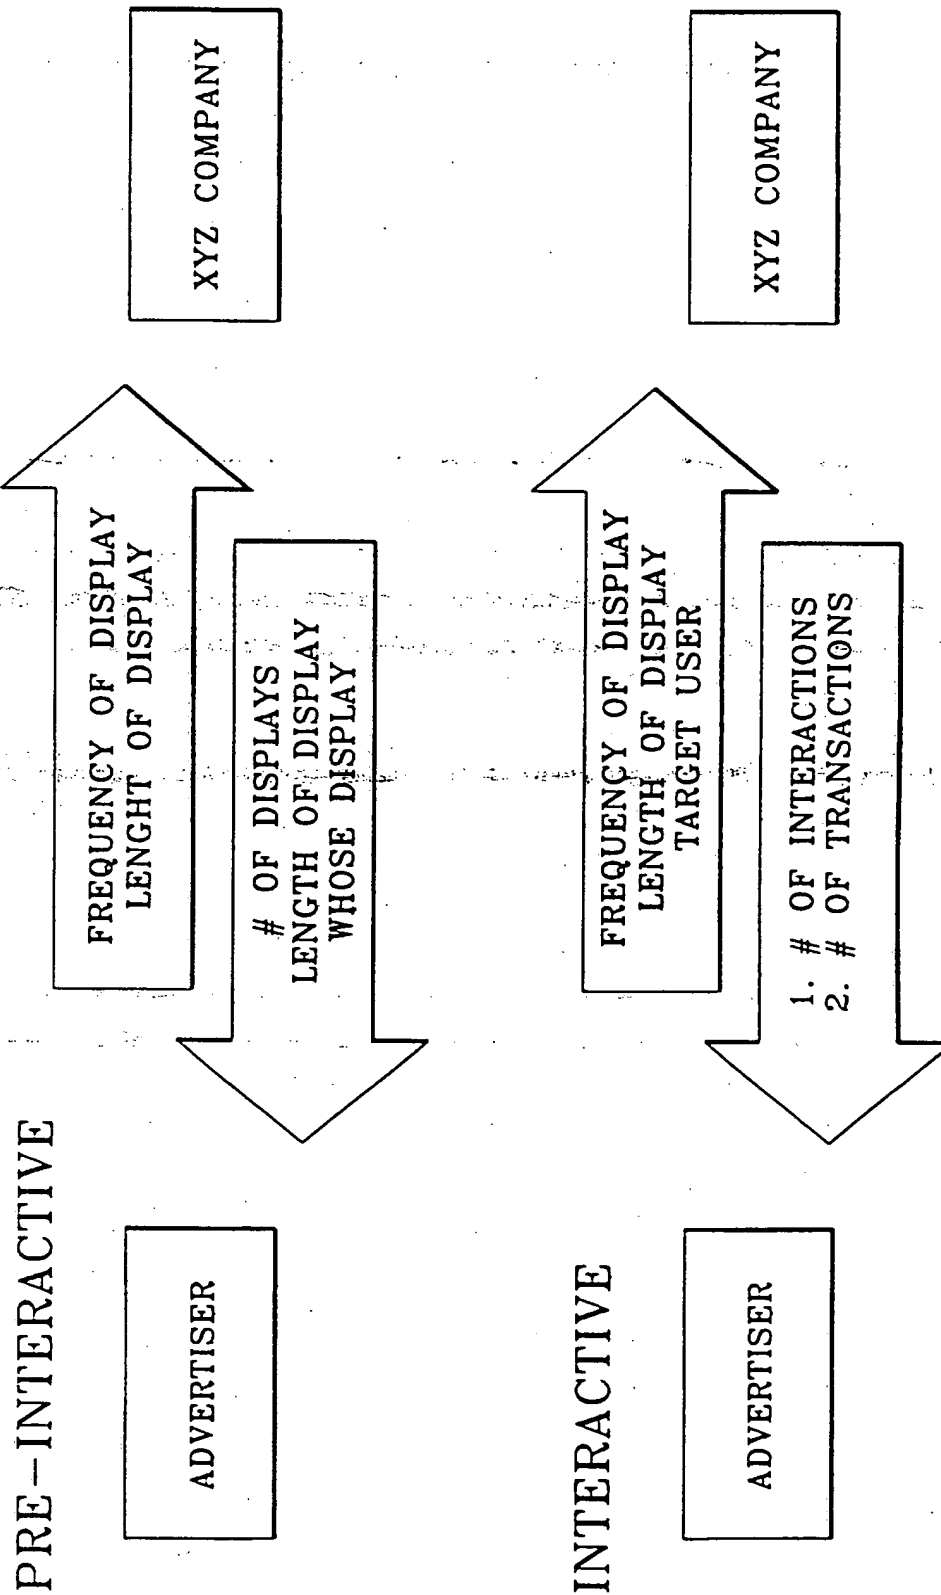 PRE-INTERACTIVE
ADVERTISER
FREQUENCY OF DISPLAY
LENGHT OF DISPLAY
# OF DISPLAYS
LENGTH OF DISPLAY
WHOSE DISPLAY
XYZ COMPANY
INTERACTIVE
ADVERTISER
FREQUENCY OF DISPLAY
LENGTH OF DISPLAY
TARGET USER
1. # OF INTERACTIONS
2. # OF TRANSACTIONS
XYZ COMPANY